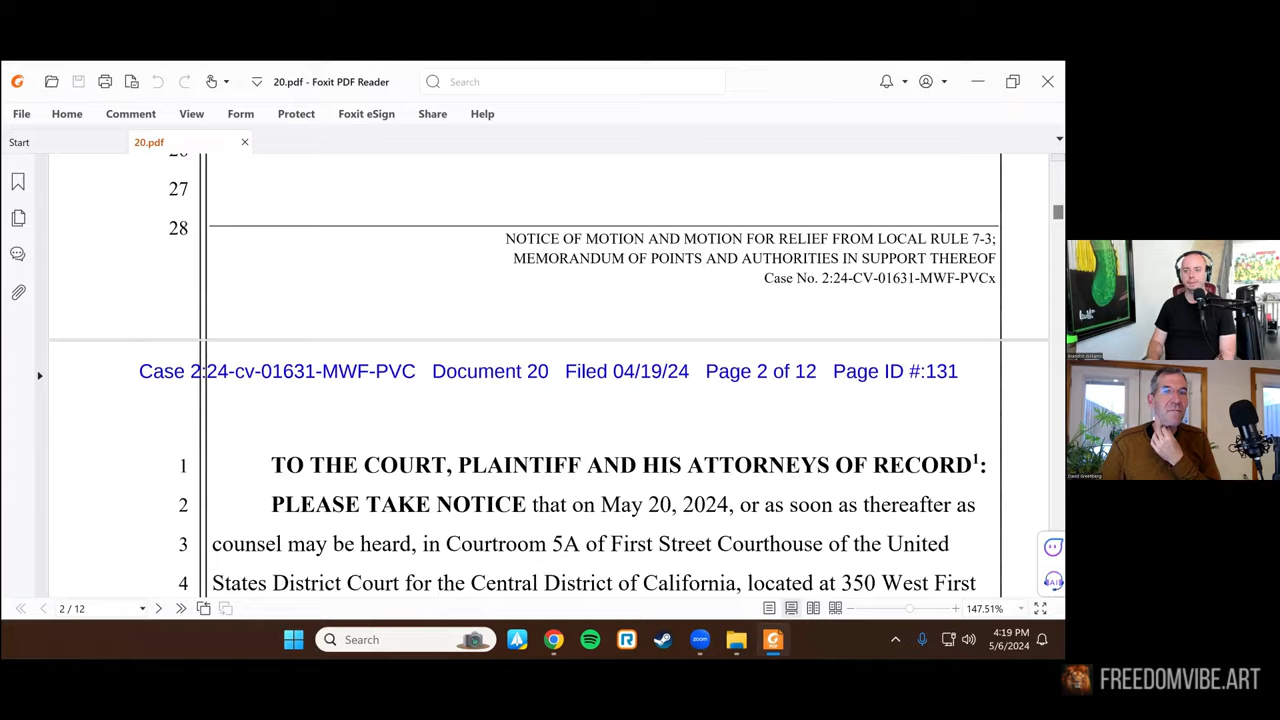 20.pdf - Foxit PDF Reader
Search
File Home Comment View Form Protect Foxit eSign Share Help
Start
20.pdf
27
28
NOTICE OF MOTION AND MOTION FOR RELIEF FROM LOCAL RULE 7-3;
MEMORANDUM OF POINTS AND AUTHORITIES IN SUPPORT THEREOF
Case No. 2:24-CV-01631-MWF-PVCx
Case 2:24-cv-01631-MWF-PVC Document 20 Filed 04/19/24 Page 2 of 12 Page ID #:131
1 TO THE COURT, PLAINTIFF AND HIS ATTORNEYS OF RECORD1:
2 PLEASE TAKE NOTICE that on May 20, 2024, or as soon as thereafter as
3 counsel may be heard, in Courtroom 5A of First Street Courthouse of the United
4 States District Court for the Central District of California, located at 350 West First
2 / 12
147.51%
Search
zoom
4:19 PM
5/6/2024
Brandon Williams
David Greenberg
FREEDOMVIBE.ART